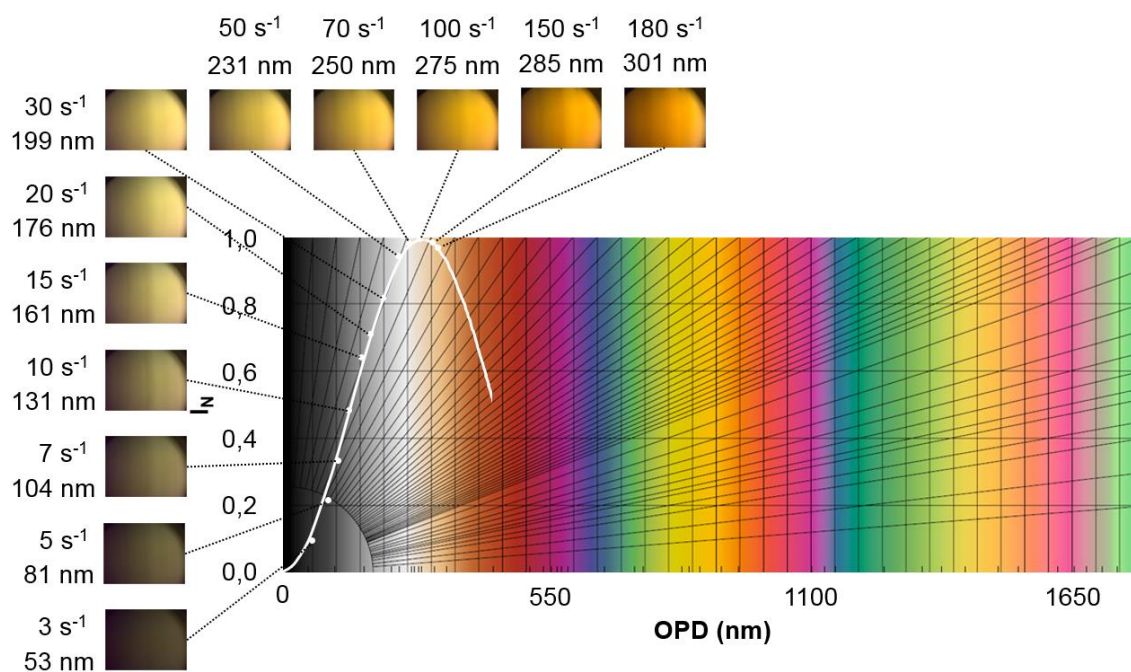 50 s⁻¹ 70 s⁻¹ 100 s⁻¹ 150 s⁻¹ 180 s⁻¹
231 nm 250 nm 275 nm 285 nm 301 nm
30 s⁻¹
199 nm
20 s⁻¹
176 nm
15 s⁻¹
161 nm
10 s⁻¹
131 nm
7 s⁻¹
104 nm
5 s⁻¹
81 nm
3 s⁻¹
53 nm
I_N
1,0
0,8
0,6
0,4
0,2
0,0
0 550 1100 1650
OPD (nm)